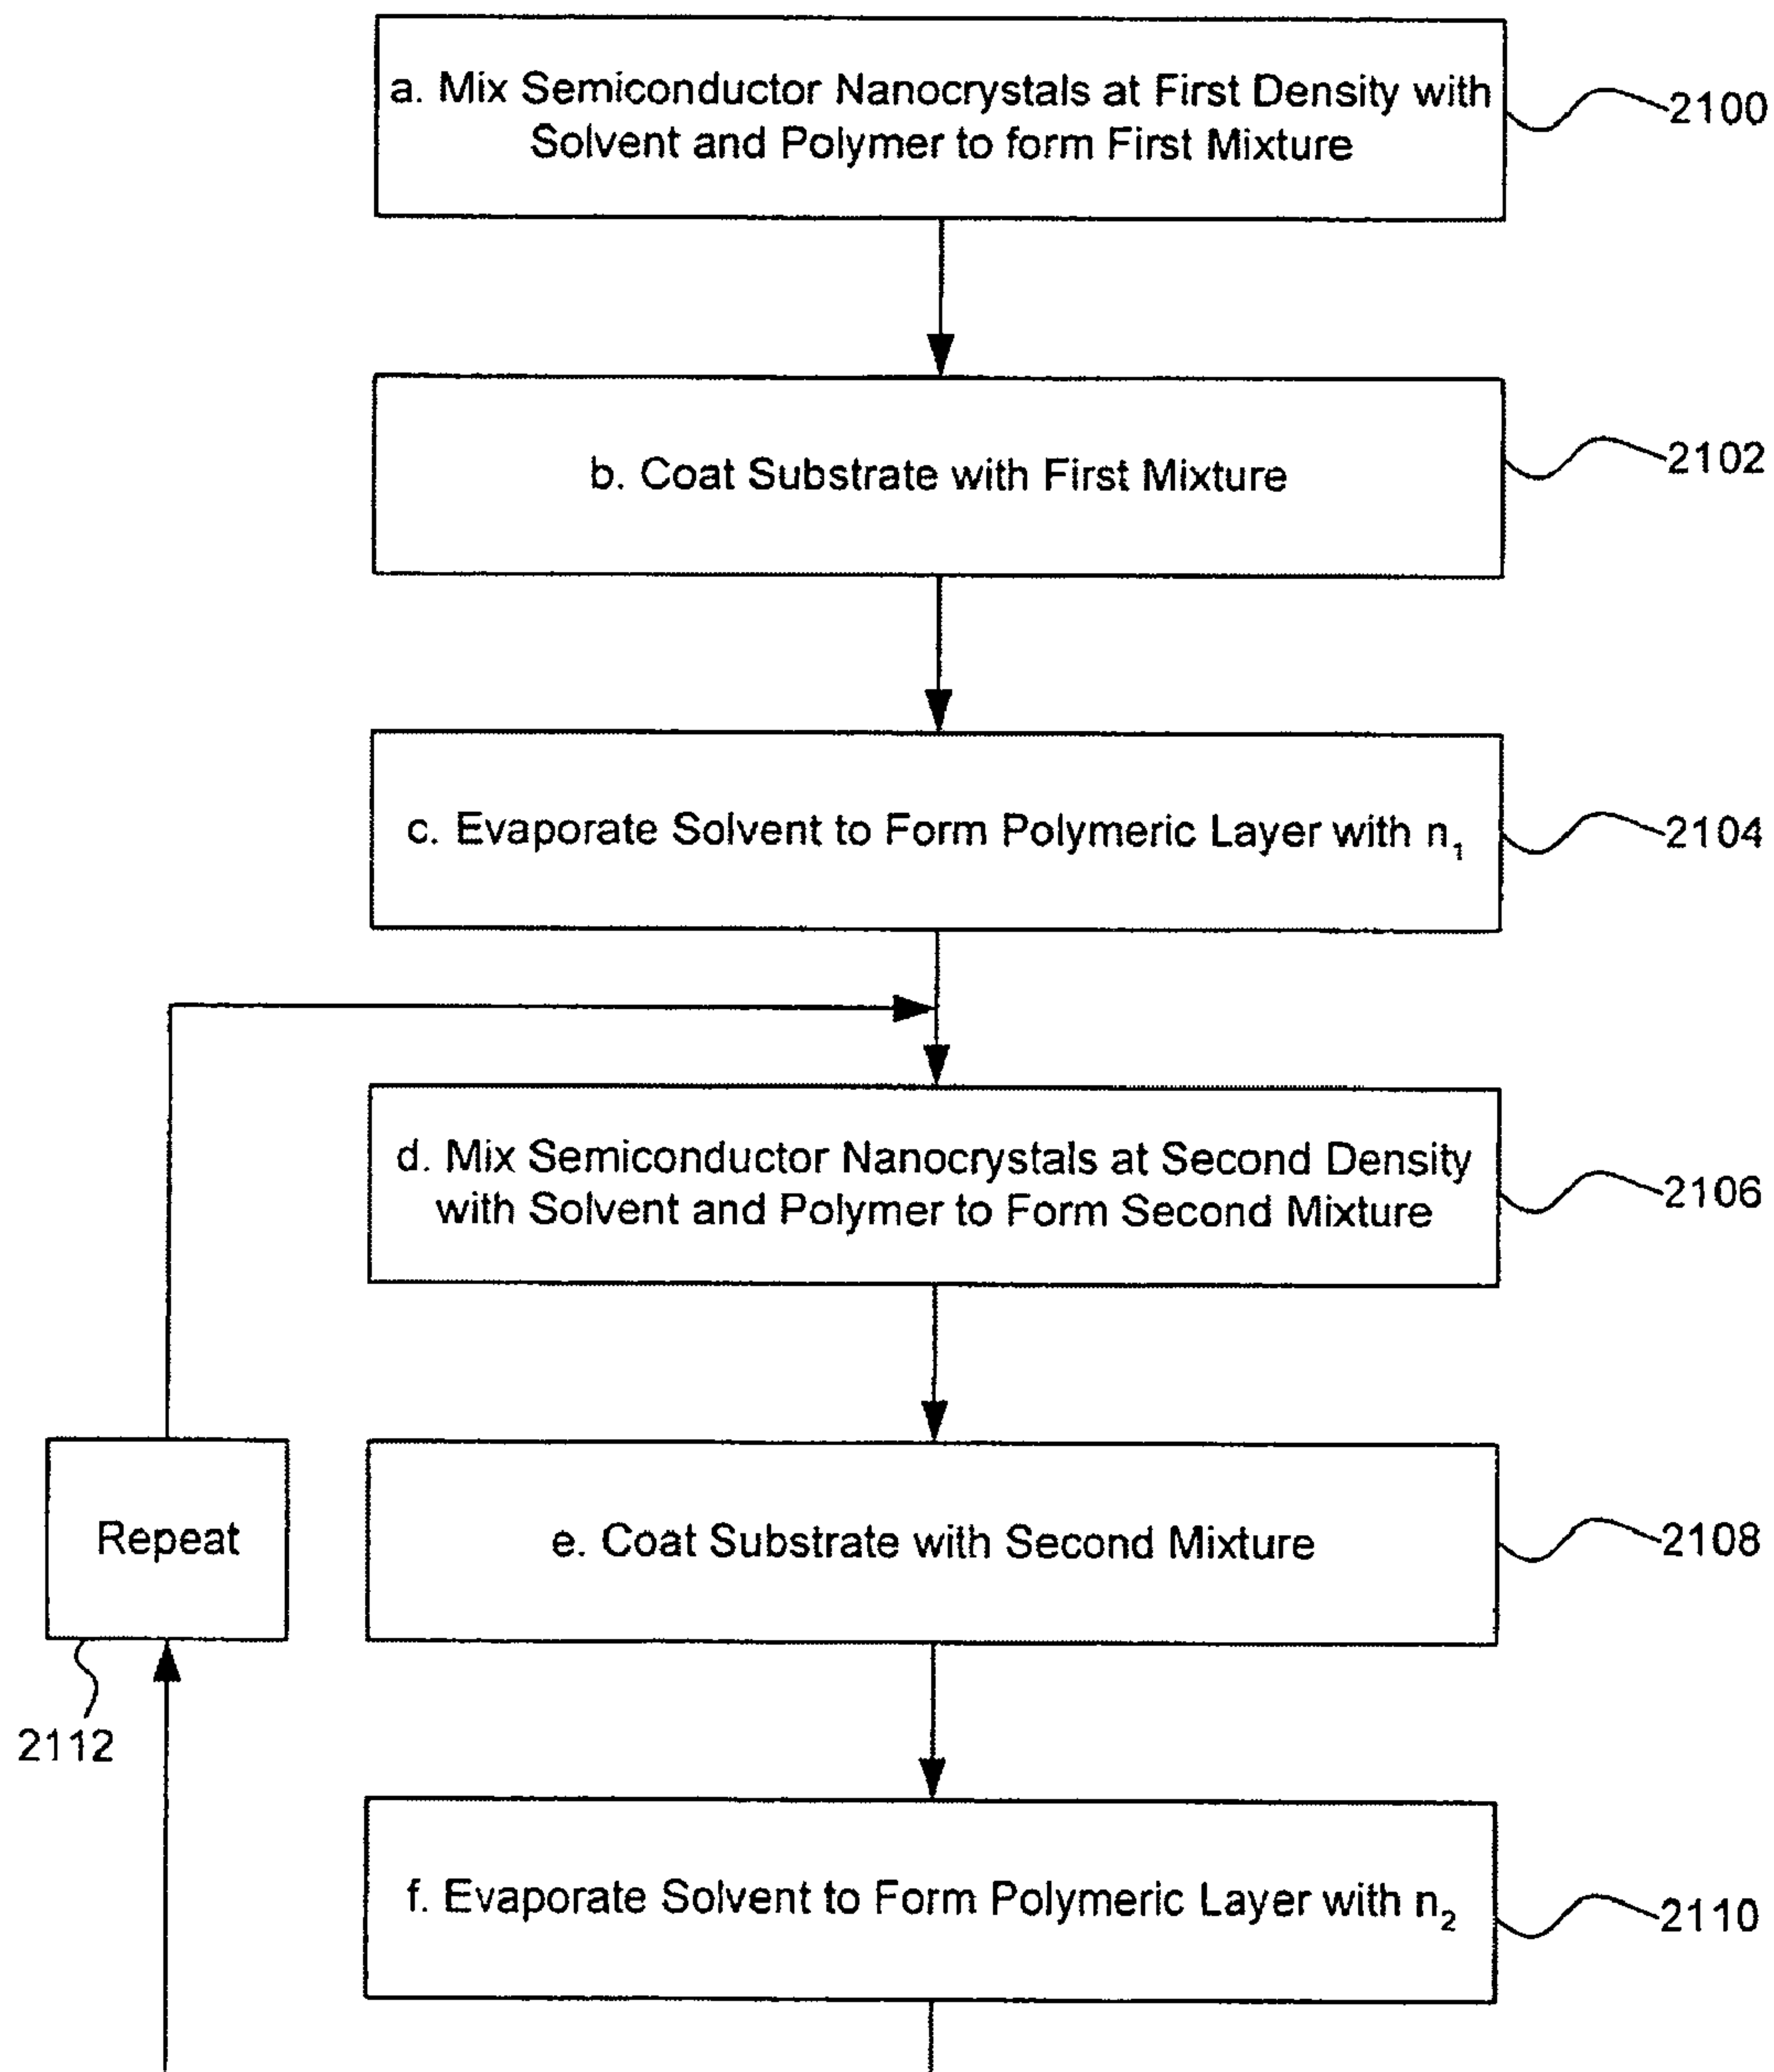 a. Mix Semiconductor Nanocrystals at First Density with
Solvent and Polymer to form First Mixture
2100
b. Coat Substrate with First Mixture
2102
c. Evaporate Solvent to Form Polymeric Layer with n₁
2104
d. Mix Semiconductor Nanocrystals at Second Density
with Solvent and Polymer to Form Second Mixture
2106
Repeat
2112
e. Coat Substrate with Second Mixture
2108
f. Evaporate Solvent to Form Polymeric Layer with n₂
2110